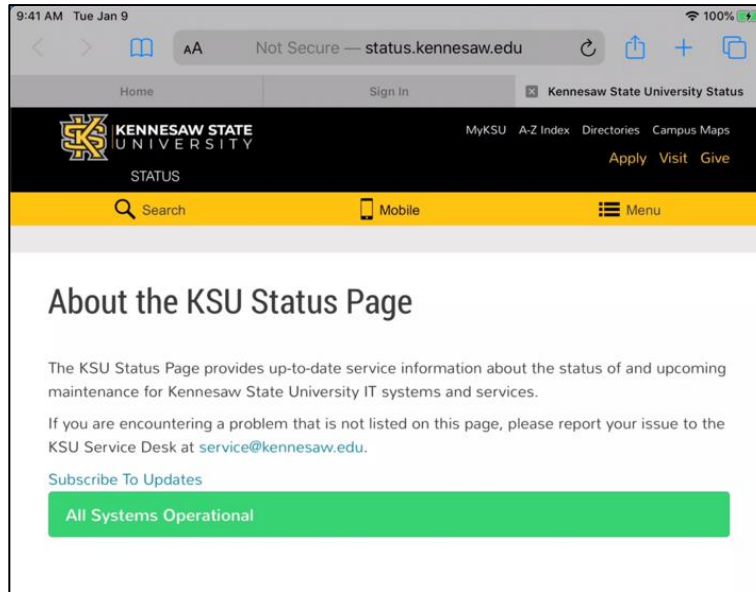 9:41 AM Tue Jan 9
100%
AA Not Secure — status.kennesaw.edu
Home Sign In Kennesaw State University Status
KENNESAW STATE
UNIVERSITY
STATUS
MyKSU A-Z Index Directories Campus Maps
Apply Visit Give
Search Mobile Menu
About the KSU Status Page
The KSU Status Page provides up-to-date service information about the status of and upcoming
maintenance for Kennesaw State University IT systems and services.
If you are encountering a problem that is not listed on this page, please report your issue to the
KSU Service Desk at service@kennesaw.edu.
Subscribe To Updates
All Systems Operational